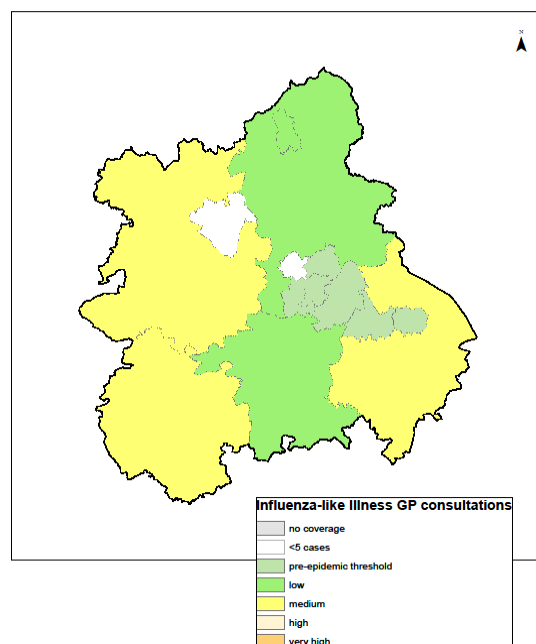 N
Influenza-like Illness GP consultations
no coverage
<5 cases
pre-epidemic threshold
low
medium
high
very high